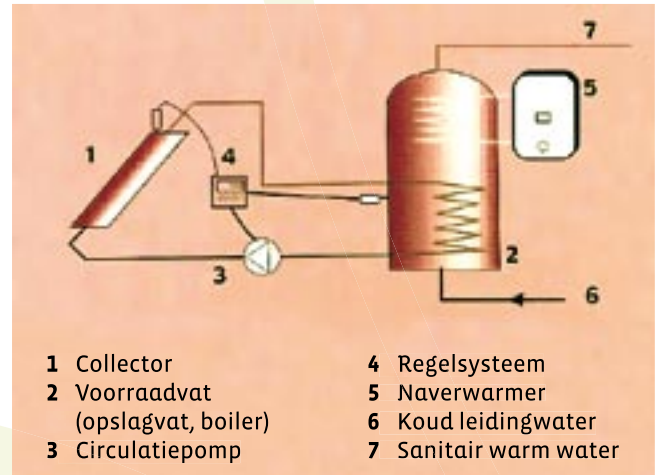 7
5
1
4
3
2
6
1 Collector
2 Voorraadvat
(opslagvat, boiler)
3 Circulatiepomp
4 Regelsysteem
5 Naverwarmer
6 Koud leidingwater
7 Sanitair warm water